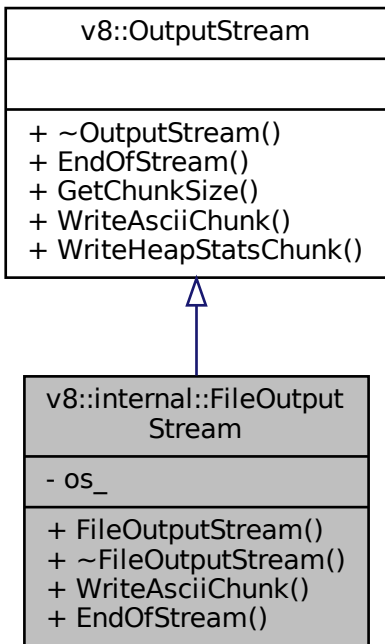 v8::OutputStream
+ ~OutputStream()
+ EndOfStream()
+ GetChunkSize()
+ WriteAsciiChunk()
+ WriteHeapStatsChunk()
v8::internal::FileOutput
Stream
- os_
+ FileOutputStream()
+ ~FileOutputStream()
+ WriteAsciiChunk()
+ EndOfStream()